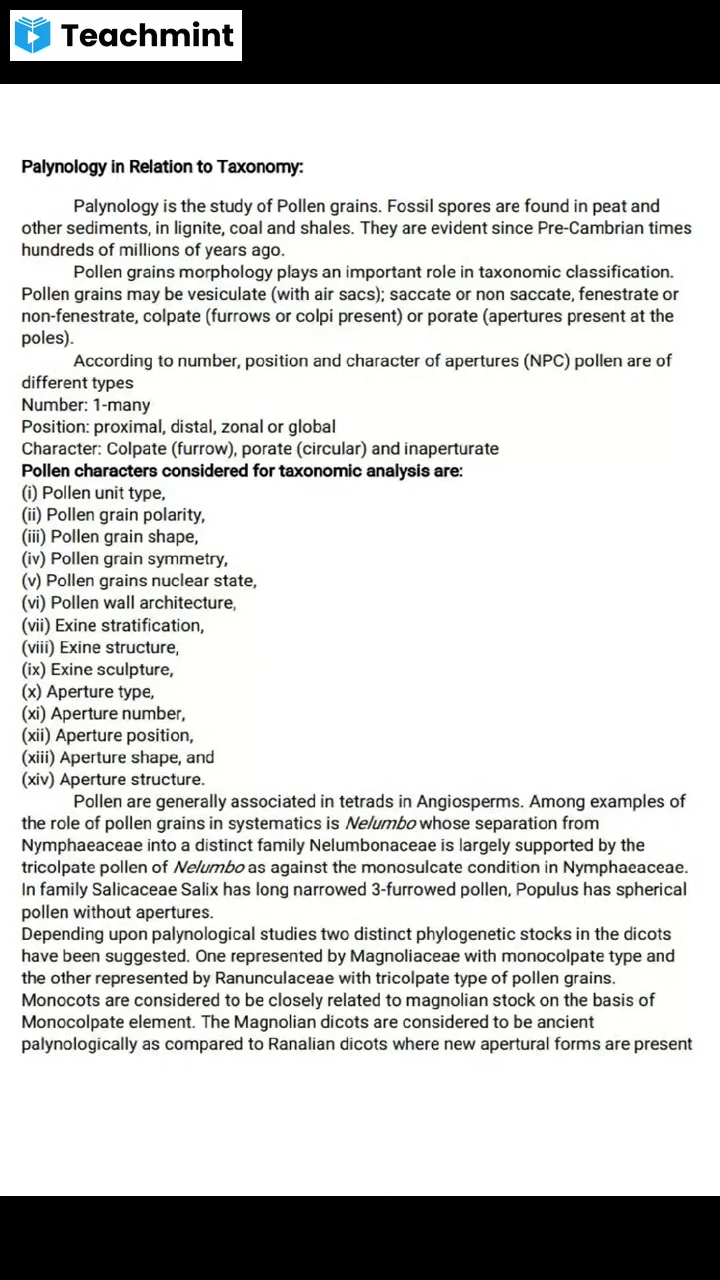 Teachmint
Palynology in Relation to Taxonomy:
Palynology is the study of Pollen grains. Fossil spores are found in peat and
other sediments, in lignite, coal and shales. They are evident since Pre-Cambrian times
hundreds of millions of years ago.
Pollen grains morphology plays an important role in taxonomic classification.
Pollen grains may be vesiculate (with air sacs); saccate or non saccate, fenestrate or
non-fenestrate, colpate (furrows or colpi present) or porate (apertures present at the
poles).
According to number, position and character of apertures (NPC) pollen are of
different types
Number: 1-many
Position: proximal, distal, zonal or global
Character: Colpate (furrow), porate (circular) and inaperturate
Pollen characters considered for taxonomic analysis are:
(i) Pollen unit type,
(ii) Pollen grain polarity,
(iii) Pollen grain shape,
(iv) Pollen grain symmetry,
(v) Pollen grains nuclear state,
(vi) Pollen wall architecture,
(vii) Exine stratification,
(viii) Exine structure,
(ix) Exine sculpture,
(x) Aperture type,
(xi) Aperture number,
(xii) Aperture position,
(xiii) Aperture shape, and
(xiv) Aperture structure.
Pollen are generally associated in tetrads in Angiosperms. Among examples of
the role of pollen grains in systematics is Nelumbo whose separation from
Nymphaeaceae into a distinct family Nelumbonaceae is largely supported by the
tricolpate pollen of Nelumbo as against the monosulcate condition in Nymphaeaceae.
In family Salicaceae Salix has long narrowed 3-furrowed pollen, Populus has spherical
pollen without apertures.
Depending upon palynological studies two distinct phylogenetic stocks in the dicots
have been suggested. One represented by Magnoliaceae with monocolpate type and
the other represented by Ranunculaceae with tricolpate type of pollen grains.
Monocots are considered to be closely related to magnolian stock on the basis of
Monocolpate element. The Magnolian dicots are considered to be ancient
palynologically as compared to Ranalian dicots where new apertural forms are present